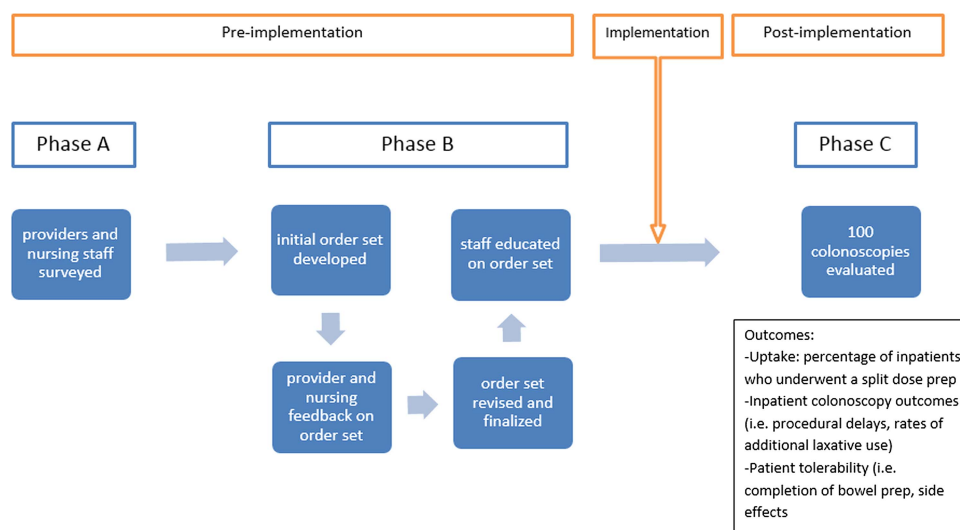 Pre-implementation
Implementation
Post-implementation
Phase A
Phase B
Phase C
providers and
nursing staff
surveyed
initial order set
developed
provider and
nursing
feedback on
order set
order set
revised and
finalized
staff educated
on order set
100
colonoscopies
evaluated
Outcomes:
-Uptake: percentage of inpatients
who underwent a split dose prep
-Inpatient colonoscopy outcomes
(i.e. procedural delays, rates of
additional laxative use)
-Patient tolerability (i.e.
completion of bowel prep, side
effects